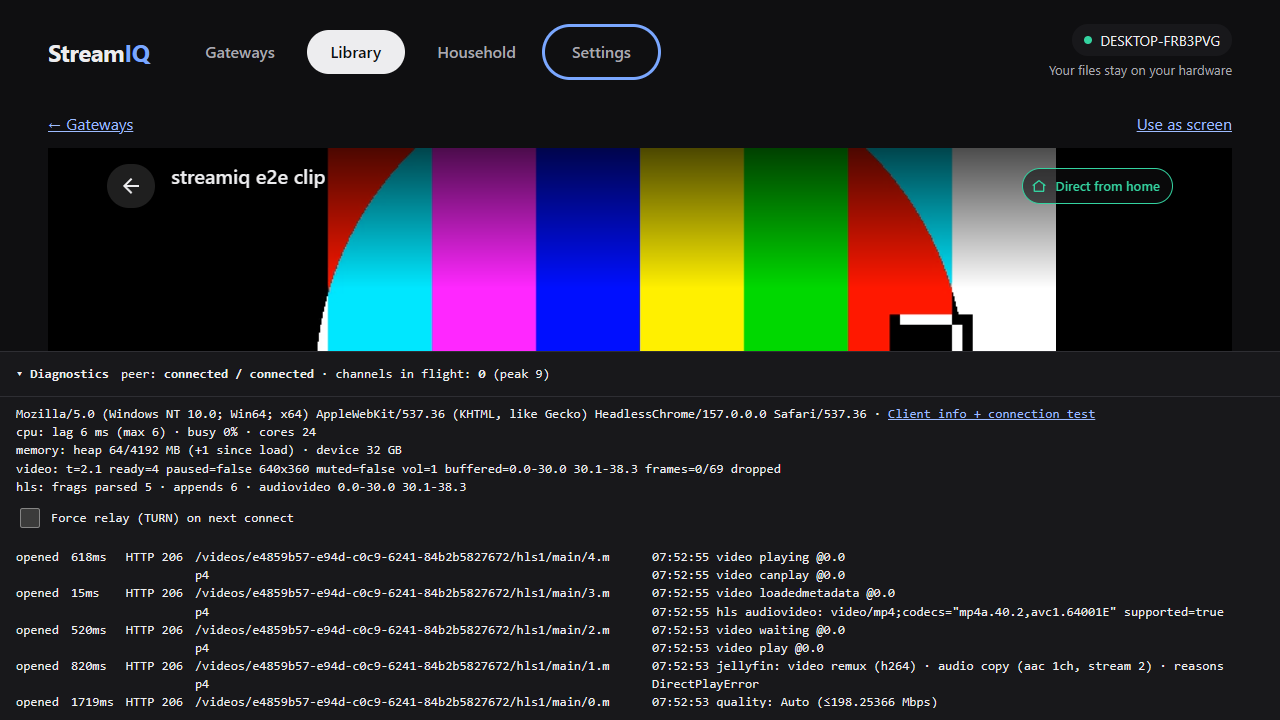 StreamIQ
Gateways
Library
Household
Settings
DESKTOP-FRB3PVG
Your files stay on your hardware
← Gateways
Use as screen
streamiq e2e clip
Direct from home
▾ Diagnostics peer: connected / connected · channels in flight: 0 (peak 9)
Mozilla/5.0 (Windows NT 10.0; Win64; x64) AppleWebKit/537.36 (KHTML, like Gecko) HeadlessChrome/157.0.0.0 Safari/537.36 · Client info + connection test
cpu: lag 6 ms (max 6) · busy 0% · cores 24
memory: heap 64/4192 MB (+1 since load) · device 32 GB
video: t=2.1 ready=4 paused=false 640x360 muted=false vol=1 buffered=0.0-30.0 30.1-38.3 frames=0/69 dropped
hls: frags parsed 5 · appends 6 · audiovideo 0.0-30.0 30.1-38.3
Force relay (TURN) on next connect
opened 618ms HTTP 206 /videos/e4859b57-e94d-c0c9-6241-84b2b5827672/hls1/main/4.m
p4
opened 15ms HTTP 206 /videos/e4859b57-e94d-c0c9-6241-84b2b5827672/hls1/main/3.m
p4
opened 520ms HTTP 206 /videos/e4859b57-e94d-c0c9-6241-84b2b5827672/hls1/main/2.m
p4
opened 820ms HTTP 206 /videos/e4859b57-e94d-c0c9-6241-84b2b5827672/hls1/main/1.m
p4
opened 1719ms HTTP 206 /videos/e4859b57-e94d-c0c9-6241-84b2b5827672/hls1/main/0.m
07:52:55 video playing @0.0
07:52:55 video canplay @0.0
07:52:55 video loadedmetadata @0.0
07:52:55 hls audiovideo: video/mp4;codecs="mp4a.40.2,avc1.64001E" supported=true
07:52:53 video waiting @0.0
07:52:53 video play @0.0
07:52:53 jellyfin: video remux (h264) · audio copy (aac 1ch, stream 2) · reasons
DirectPlayError
07:52:53 quality: Auto (≤198.25366 Mbps)